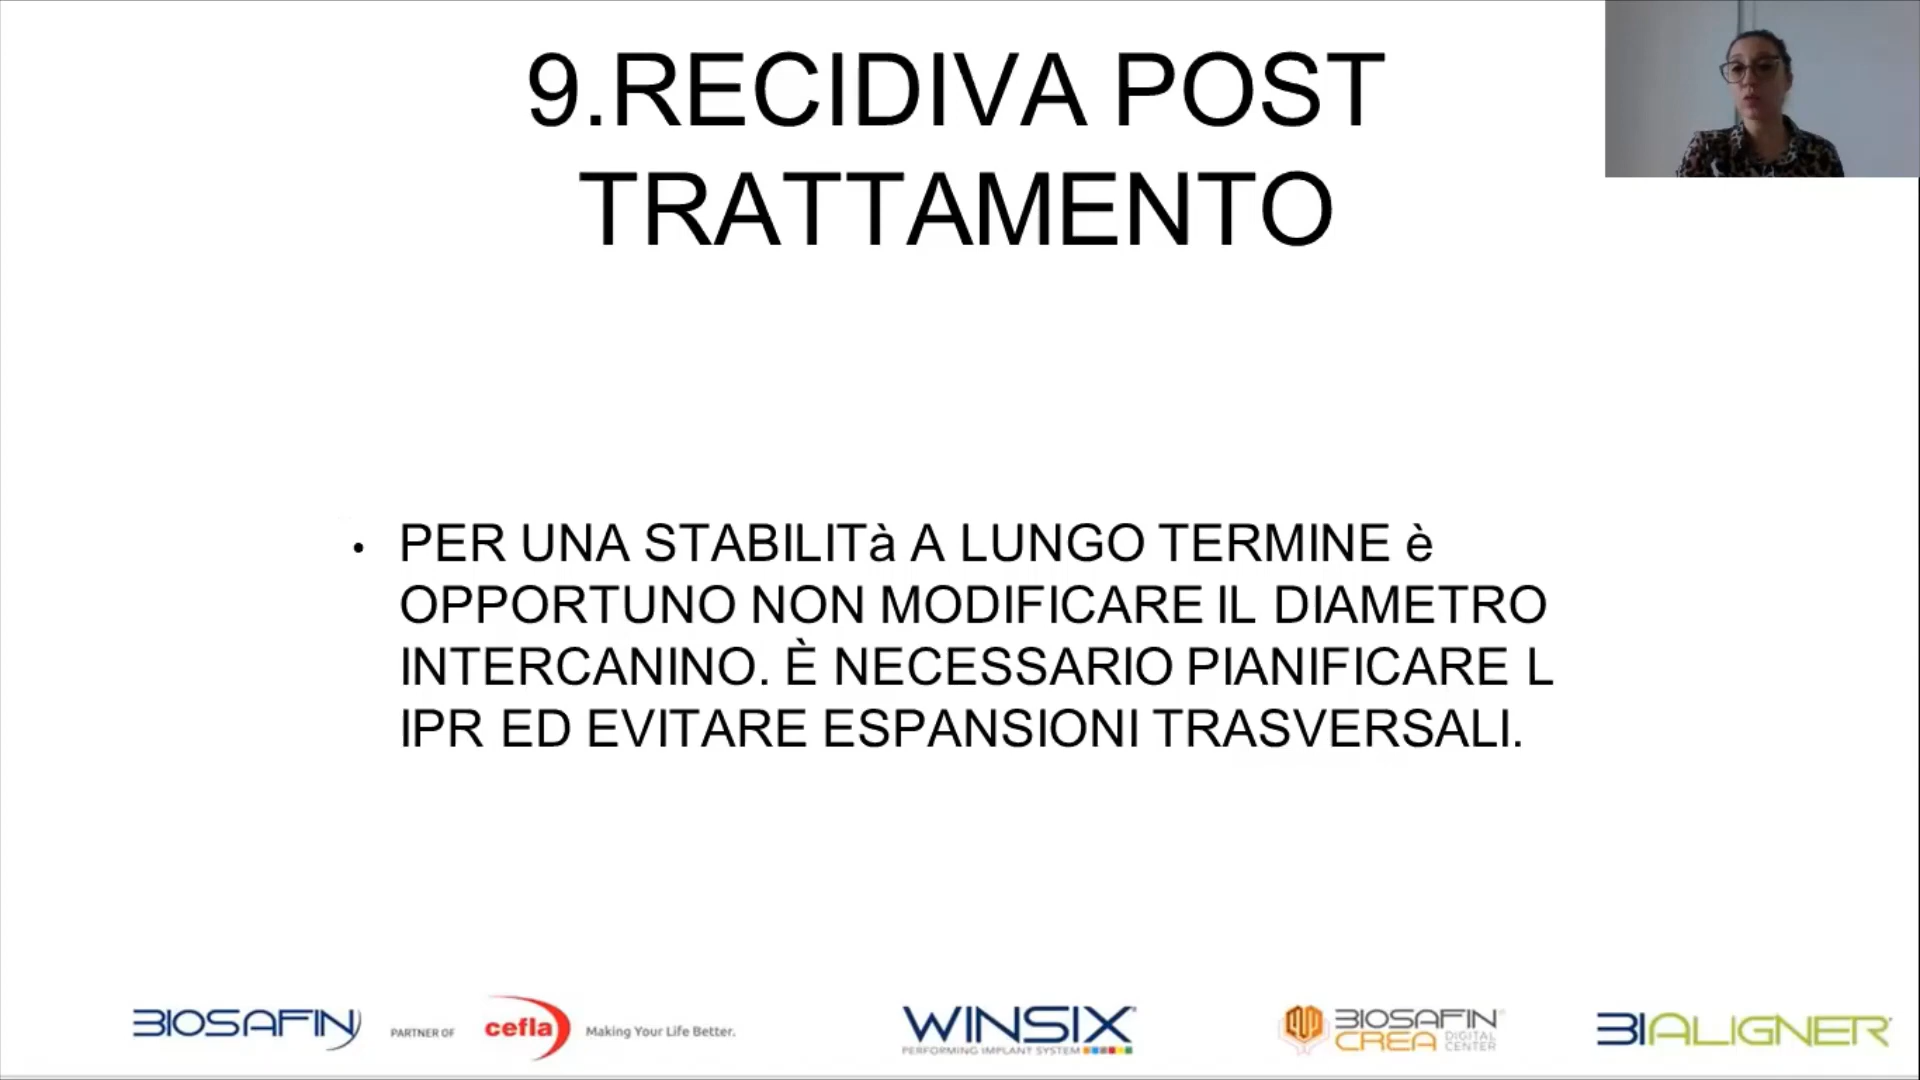 9.RECIDIVA POST
TRATTAMENTO
• PER UNA STABILITà A LUNGO TERMINE è
OPPORTUNO NON MODIFICARE IL DIAMETRO
INTERCANINO. È NECESSARIO PIANIFICARE L
IPR ED EVITARE ESPANSIONI TRASVERSALI.
BIOSAFIN PARTNER OF cefla Making Your Life Better.
WINSIX
PERFORMING IMPLANT SYSTEM
BIOSAFIN
CREA DIGITAL CENTER
BIALIGNER